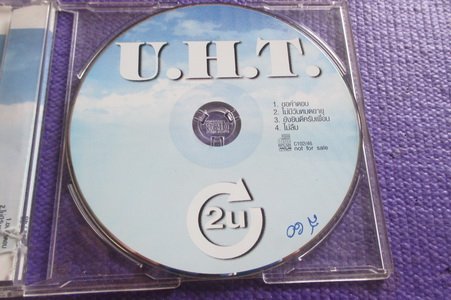 U.H.T.
1. ขอคำตอบ
2. ไม่มีวันหมดอายุ
3. ยังยินดีครับเพื่อน
4. ไม่ลืม
not for sale
2u